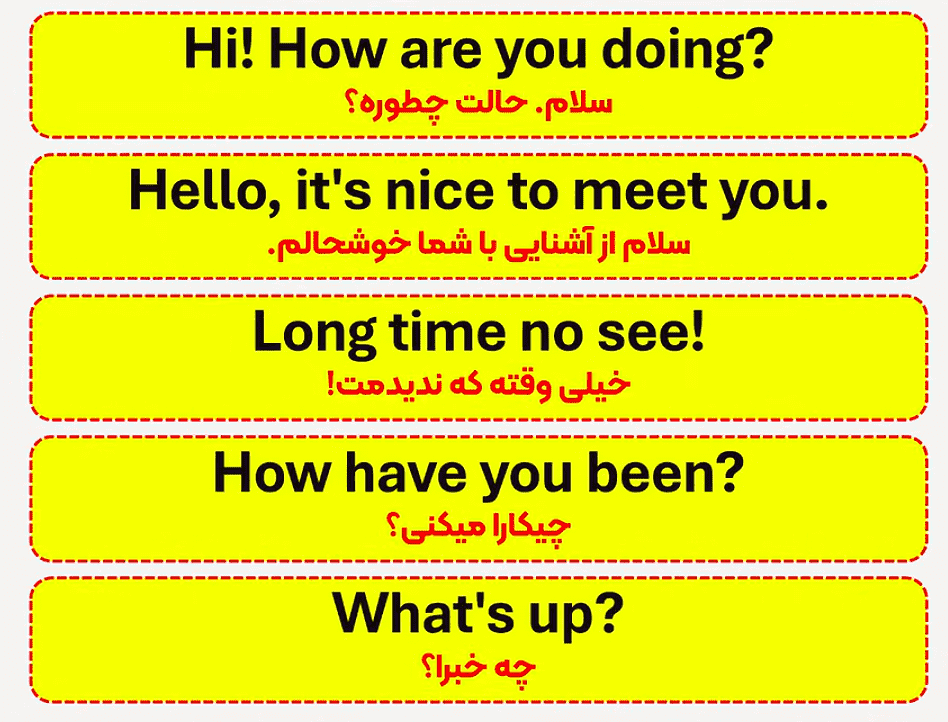 Hi! How are you doing?
سلام. حالت چطوره؟
Hello, it's nice to meet you.
سلام از آشنایی با شما خوشحالم.
Long time no see!
خیلی وقته که ندیدمت!
How have you been?
چیکارا میکنی؟
What's up?
چه خبرا؟